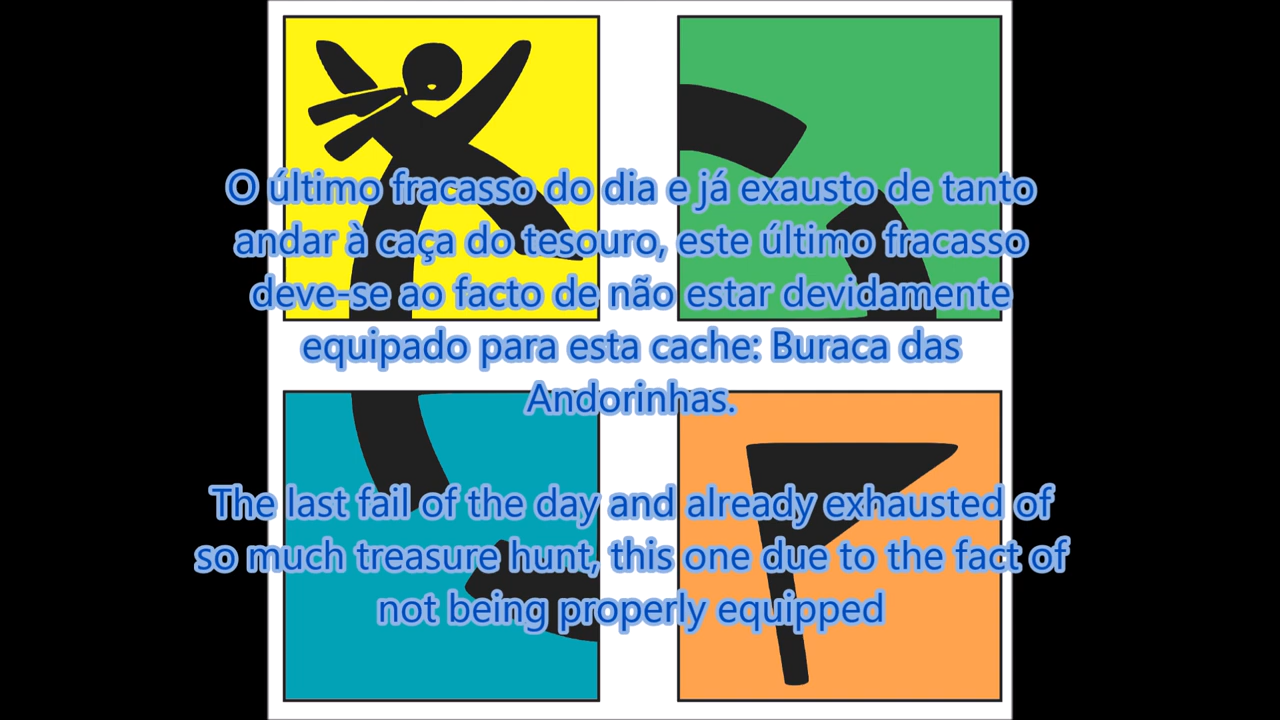 O último fracasso do dia e já exausto de tanto
andar à caça do tesouro, este último fracasso
deve-se ao facto de não estar devidamente
equipado para esta cache: Buraca das
Andorinhas.
The last fail of the day and already exhausted of
so much treasure hunt, this one due to the fact of
not being properly equipped